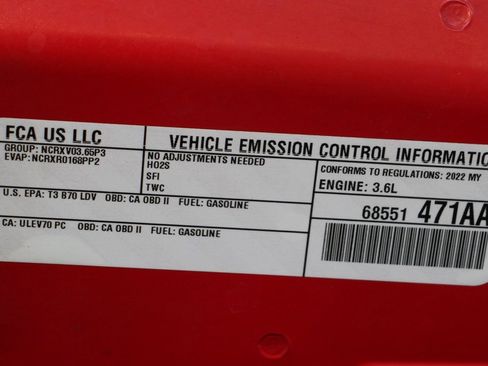 FCA US LLC
GROUP: NCRXV03.65P3
EVAP: NCRXR0168PP2
VEHICLE EMISSION CONTROL INFORMATIO
NO ADJUSTMENTS NEEDED
HO2S
SFI
TWC
CONFORMS TO REGULATIONS: 2022 MY
ENGINE: 3.6L
U.S. EPA: T3 B70 LDV OBD: CA OBD II FUEL: GASOLINE
CA: ULEV70 PC OBD: CA OBD II FUEL: GASOLINE
68551 471AA